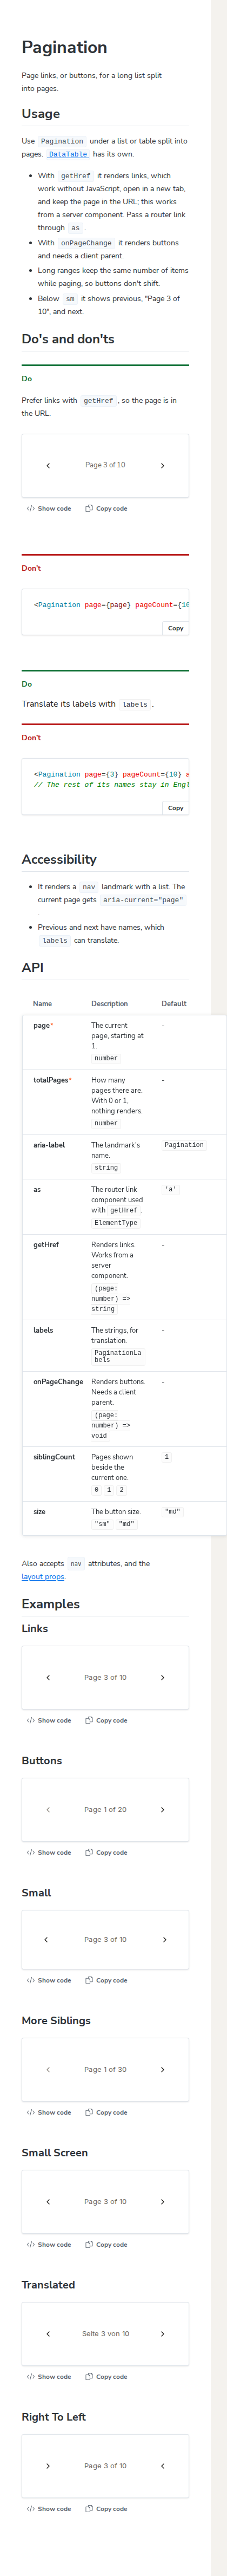 Pagination
Page links, or buttons, for a long list split
into pages.
Usage
Use Pagination under a list or table split into
pages. DataTable has its own.
• With getHref it renders links, which
work without JavaScript, open in a new tab,
and keep the page in the URL; this works
from a server component. Pass a router link
through as .
• With onPageChange it renders buttons
and needs a client parent.
• Long ranges keep the same number of items
while paging, so buttons don't shift.
• Below sm it shows previous, "Page 3 of
10", and next.
Do's and don'ts
Do
Prefer links with getHref , so the page is in
the URL.
Page 3 of 10
Show code Copy code
Don't
<Pagination page={page} pageCount={10
Copy
Do
Translate its labels with labels .
Don't
<Pagination page={3} pageCount={10} a
// The rest of its names stay in Engl
Copy
Accessibility
• It renders a nav landmark with a list. The
current page gets aria-current="page"
.
• Previous and next have names, which
labels can translate.
API
Name Description Default
page* The current -
page, starting at
1.
number
totalPages* How many -
pages there are.
With 0 or 1,
nothing renders.
number
aria-label The landmark's Pagination
name.
string
as The router link 'a'
component used
with getHref .
ElementType
getHref Renders links. -
Works from a
server
component.
(page:
number) =>
string
labels The strings, for -
translation.
PaginationLa
bels
onPageChange Renders buttons. -
Needs a client
parent.
(page:
number) =>
void
siblingCount Pages shown 1
beside the
current one.
0 1 2
size The button size. "md"
"sm" "md"
Also accepts nav attributes, and the
layout props.
Examples
Links
Page 3 of 10
Show code Copy code
Buttons
Page 1 of 20
Show code Copy code
Small
Page 3 of 10
Show code Copy code
More Siblings
Page 1 of 30
Show code Copy code
Small Screen
Page 3 of 10
Show code Copy code
Translated
Seite 3 von 10
Show code Copy code
Right To Left
Page 3 of 10
Show code Copy code